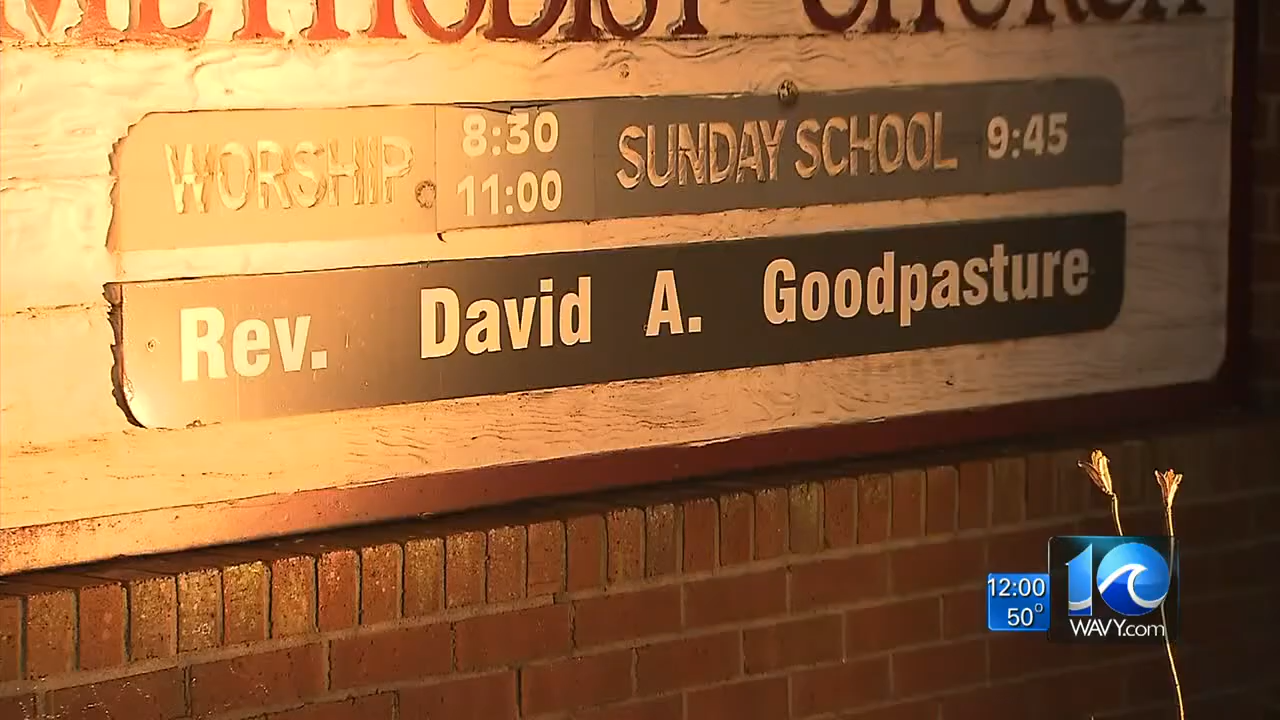 METHODIST CHURCH
WORSHIP 8:30 SUNDAY SCHOOL 9:45
11:00
Rev. David A. Goodpasture
12:00
50°
10
WAVY.com